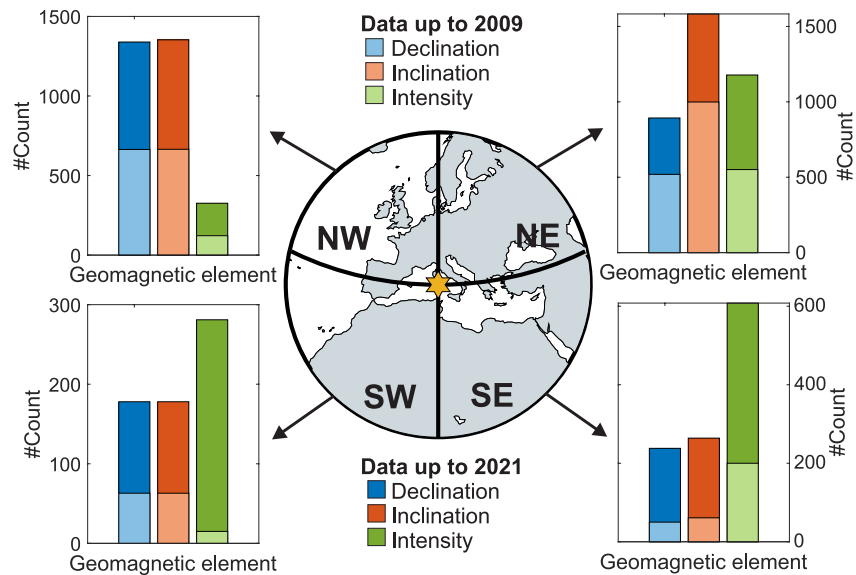 1500
1000
500
0
#Count
Geomagnetic element
Data up to 2009
Declination
Inclination
Intensity
1500
1000
500
0
#Count
Geomagnetic element
NW
NE
SW
SE
300
200
100
0
#Count
Geomagnetic element
Data up to 2021
Declination
Inclination
Intensity
600
400
200
0
#Count
Geomagnetic element